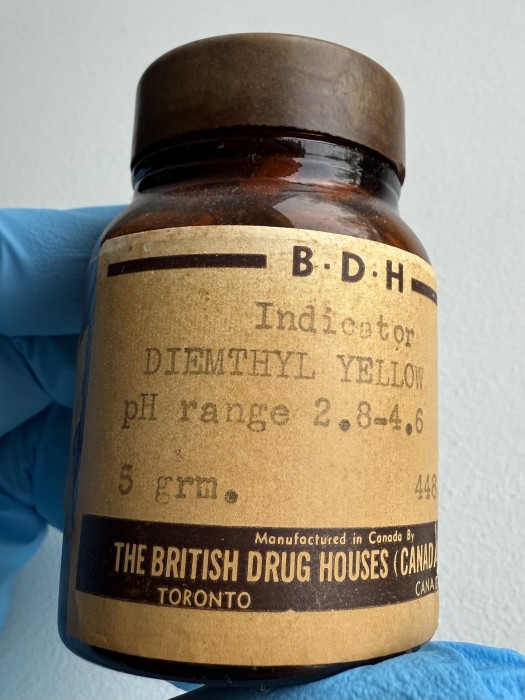 B·D·H
Indicator
DIEMTHYL YELLOW
pH range 2.8-4.6
5 grm. 448
Manufactured in Canada By
THE BRITISH DRUG HOUSES (CANADA
TORONTO CANAD